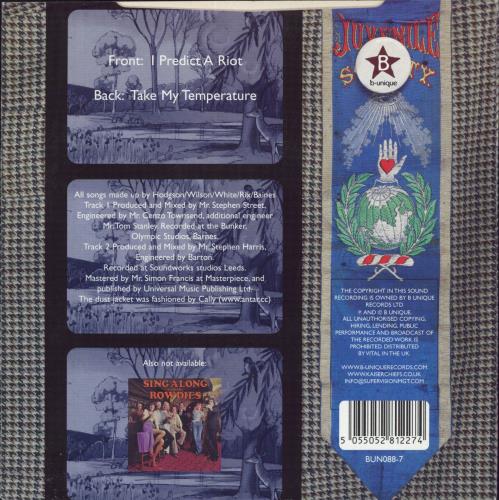 Front: I Predict A Riot
Back: Take My Temperature
All songs made up by Hodgson/Wilson/White/Rix/Baines
Track 1 Produced and Mixed by Mr. Stephen Street.
Engineered by Mr. Cenzo Townsend, additional engineer
Mr.Tom Stanley. Recorded at the Bunker,
Olympic Studios, Barnes.
Track 2 Produced and Mixed by Mr. Stephen Harris,
Engineered by Barton.
Recorded at Soundworks studios Leeds.
Mastered by Mr. Simon Francis at Masterpiece, and
published by Universal Music Publishing Ltd.
The dust jacket was fashioned by Cally (www.antar.cc)
Also not available:
SING ALONG
ROWDIES
JUVENILE
B
b-unique
S TY
THE COPYRIGHT IN THIS SOUND
RECORDING IS OWNED BY B UNIQUE
RECORDS LTD
℗ AND © B UNIQUE.
ALL UNAUTHORISED COPYING,
HIRING, LENDING, PUBLIC
PERFORMANCE AND BROADCAST OF
THE RECORDED WORK IS
PROHIBITED. DISTRIBUTED
BY VITAL IN THE UK.
WWW.B-UNIQUERECORDS.COM
WWW.KAISERCHIEFS.CO.UK
INFO@SUPERVISIONMGT.COM
5 055052 812274
BUN088-7